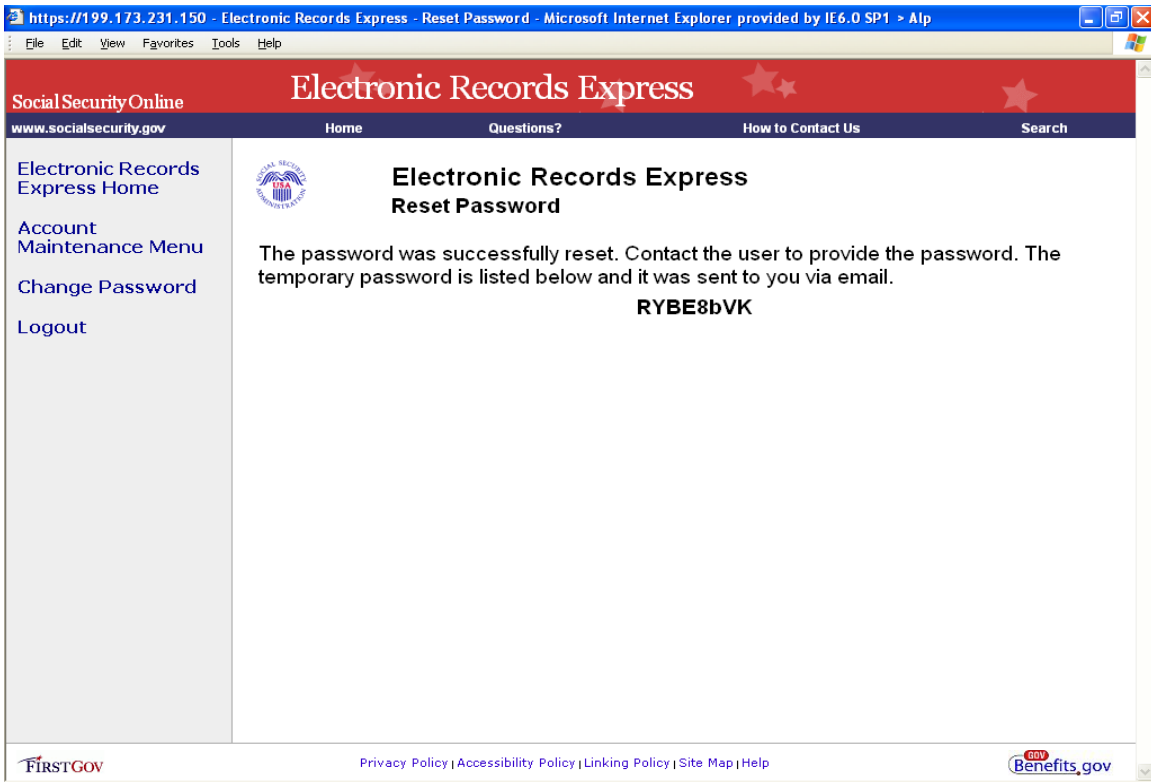 https://199.173.231.150 - Electronic Records Express - Reset Password - Microsoft Internet Explorer provided by IE6.0 SP1 > Alp
File Edit View Favorites Tools Help
Electronic Records Express
Social Security Online
www.socialsecurity.gov Home Questions? How to Contact Us Search
Electronic Records
Express Home
Account
Maintenance Menu
Change Password
Logout
SOCIAL SECURITY ADMINISTRATION
USA
Electronic Records Express
Reset Password
The password was successfully reset. Contact the user to provide the password. The
temporary password is listed below and it was sent to you via email.
RYBE8bVK
FIRSTGOV
Privacy Policy | Accessibility Policy | Linking Policy | Site Map | Help
GOV
Benefits.gov